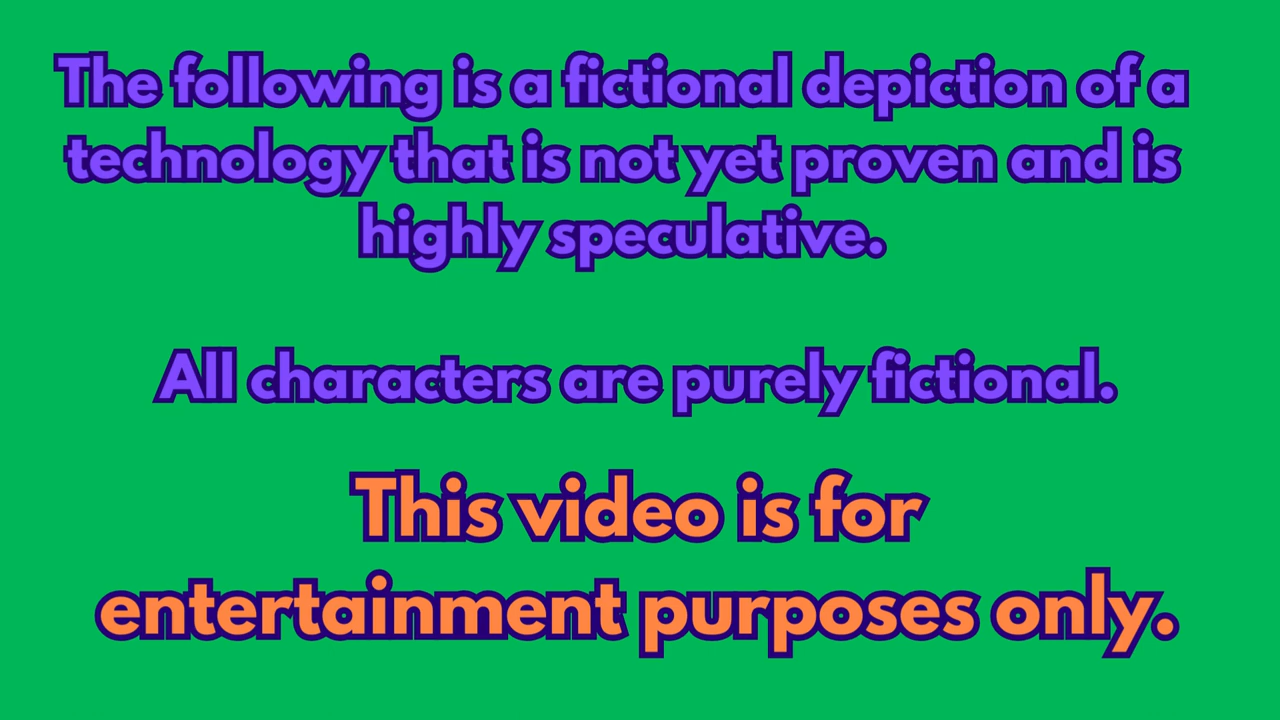 The following is a fictional depiction of a
technology that is not yet proven and is
highly speculative.
All characters are purely fictional.
This video is for
entertainment purposes only.